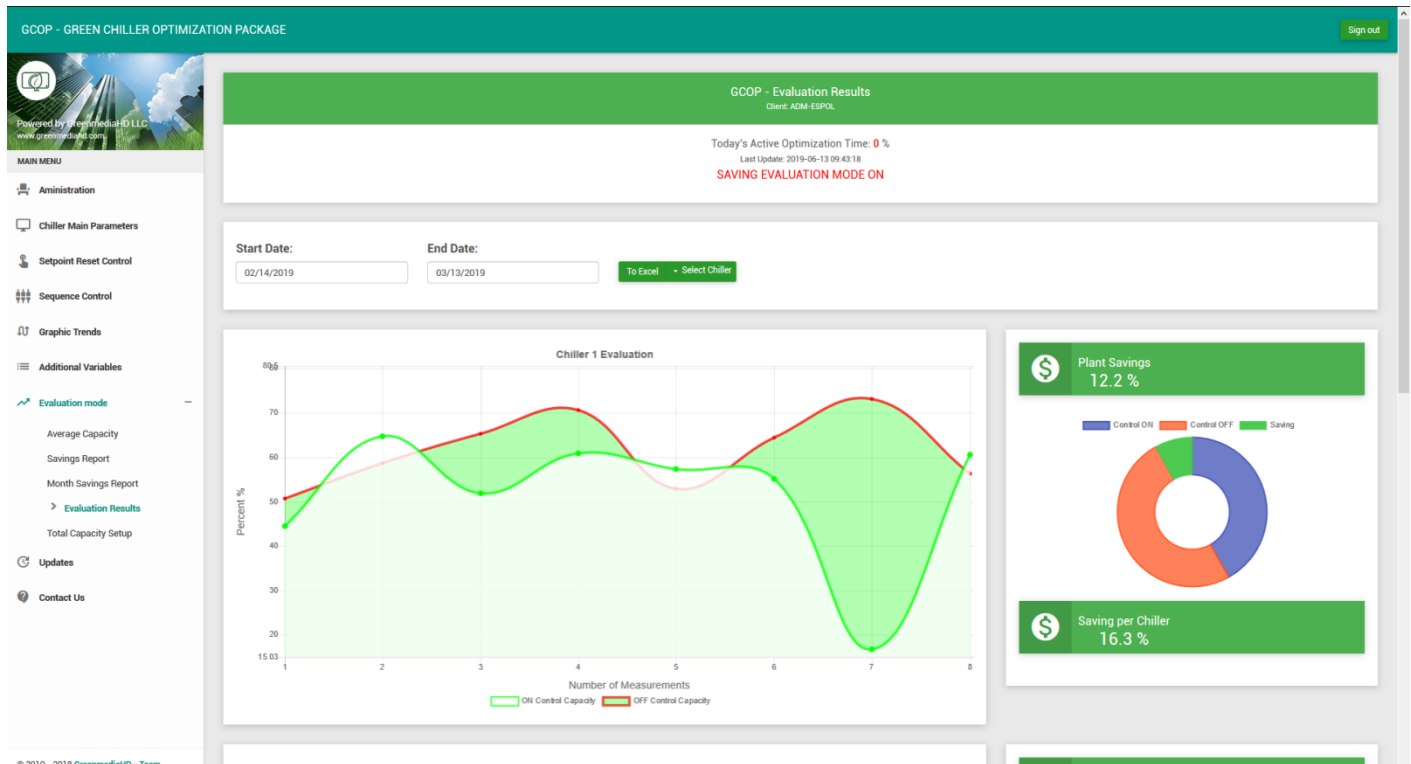 GCOP - GREEN CHILLER OPTIMIZATION PACKAGE
Sign out
Powered by GreenmediaHD LLC
www.greenmediahd.com
MAIN MENU
Aministration
Chiller Main Parameters
Setpoint Reset Control
Sequence Control
Graphic Trends
Additional Variables
Evaluation mode
Average Capacity
Savings Report
Month Savings Report
Evaluation Results
Total Capacity Setup
Updates
Contact Us
GCOP - Evaluation Results
Client: ADM-ESPOL
Today's Active Optimization Time: 0 %
Last Update: 2019-06-13 09:43:18
SAVING EVALUATION MODE ON
Start Date:
End Date:
02/14/2019
03/13/2019
To Excel
Select Chiller
Chiller 1 Evaluation
70
60
50
40
30
20
15.03
Percent %
1 2 3 4 5 6 7 8
Number of Measurements
ON Control Capacity OFF Control Capacity
Plant Savings
12.2 %
Control ON Control OFF Saving
Saving per Chiller
16.3 %